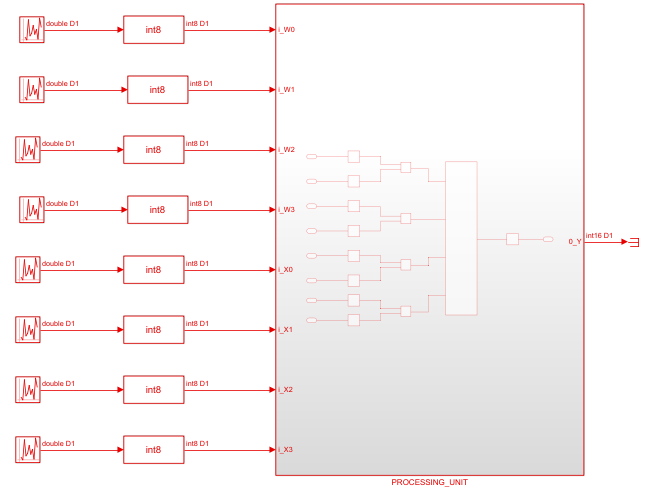 double D1 int8 int8 D1 i_W0
double D1 int8 int8 D1 i_W1
double D1 int8 int8 D1 i_W2
double D1 int8 int8 D1 i_W3
int16 D1
0_Y
double D1 int8 int8 D1 i_X0
double D1 int8 int8 D1 i_X1
double D1 int8 int8 D1 i_X2
double D1 int8 int8 D1 i_X3
PROCESSING_UNIT